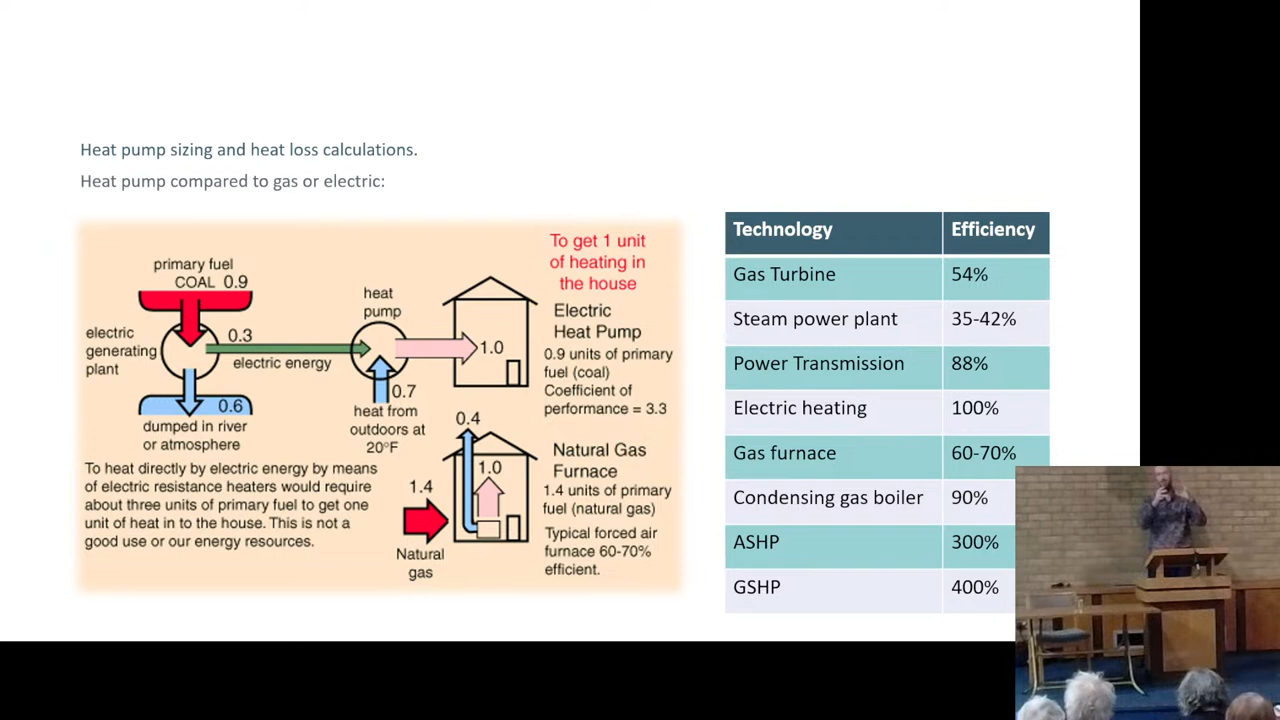 Heat pump sizing and heat loss calculations.
Heat pump compared to gas or electric:
primary fuel
COAL 0.9
electric
generating
plant
0.3
electric energy
0.6
dumped in river
or atmosphere
heat
pump
0.7
heat from
outdoors at
20°F
1.0
To get 1 unit
of heating in
the house
Electric
Heat Pump
0.9 units of primary
fuel (coal)
Coefficient of
performance = 3.3
To heat directly by electric energy by means
of electric resistance heaters would require
about three units of primary fuel to get one
unit of heat in to the house. This is not a
good use or our energy resources.
1.4
Natural
gas
0.4
1.0
Natural Gas
Furnace
1.4 units of primary
fuel (natural gas)
Typical forced air
furnace 60-70%
efficient.
Technology Efficiency
Gas Turbine 54%
Steam power plant 35-42%
Power Transmission 88%
Electric heating 100%
Gas furnace 60-70%
Condensing gas boiler 90%
ASHP 300%
GSHP 400%